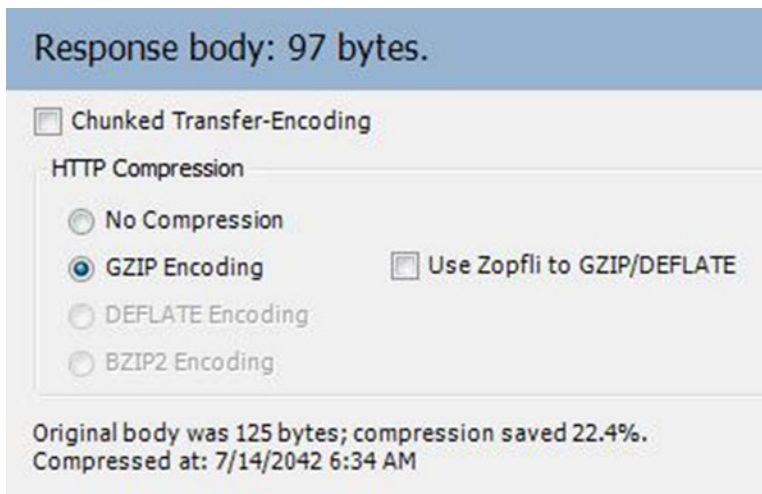 Response body: 97 bytes.
Chunked Transfer-Encoding
HTTP Compression
No Compression
GZIP Encoding
Use Zopfli to GZIP/DEFLATE
DEFLATE Encoding
BZIP2 Encoding
Original body was 125 bytes; compression saved 22.4%.
Compressed at: 7/14/2042 6:34 AM